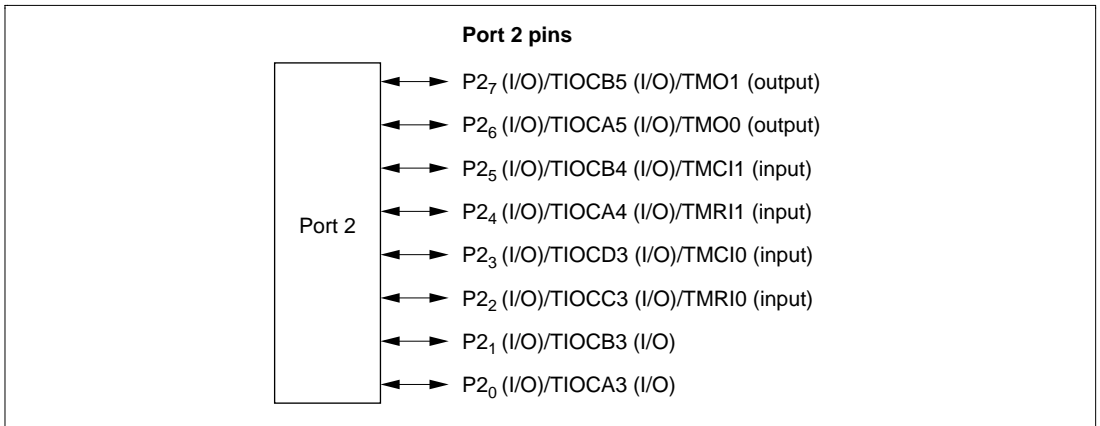 Port 2 pins
P2₇ (I/O)/TIOCB5 (I/O)/TMO1 (output)
P2₆ (I/O)/TIOCA5 (I/O)/TMO0 (output)
P2₅ (I/O)/TIOCB4 (I/O)/TMCI1 (input)
P2₄ (I/O)/TIOCA4 (I/O)/TMRI1 (input)
Port 2
P2₃ (I/O)/TIOCD3 (I/O)/TMCI0 (input)
P2₂ (I/O)/TIOCC3 (I/O)/TMRI0 (input)
P2₁ (I/O)/TIOCB3 (I/O)
P2₀ (I/O)/TIOCA3 (I/O)